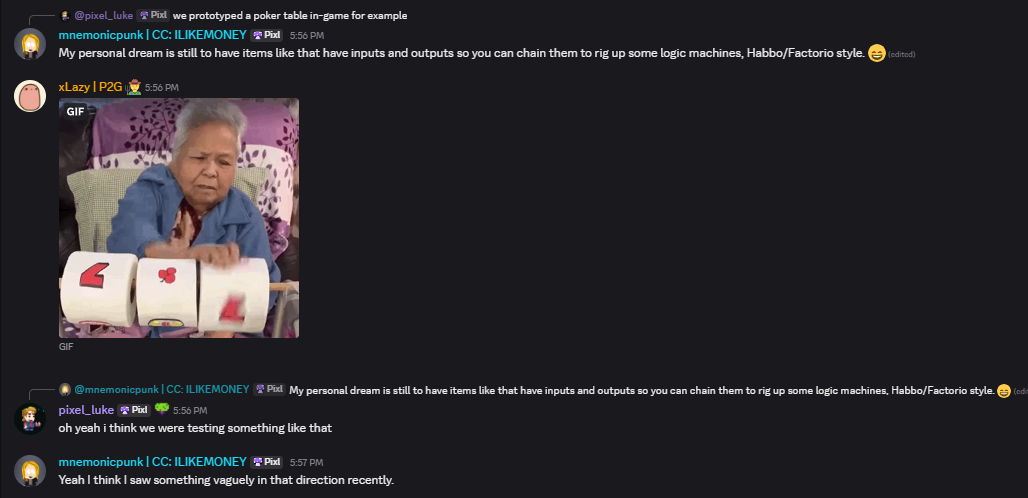 @pixel_luke Pixl we prototyped a poker table in-game for example
mnemonicpunk | CC: ILIKEMONEY Pixl 5:56 PM
My personal dream is still to have items like that have inputs and outputs so you can chain them to rig up some logic machines, Habbo/Factorio style. 😄 (edited)
xLazy | P2G 5:56 PM
GIF
GIF
@mnemonicpunk | CC: ILIKEMONEY Pixl My personal dream is still to have items like that have inputs and outputs so you can chain them to rig up some logic machines, Habbo/Factorio style. 😄
pixel_luke Pixl 5:56 PM
oh yeah i think we were testing something like that
mnemonicpunk | CC: ILIKEMONEY Pixl 5:57 PM
Yeah I think I saw something vaguely in that direction recently.